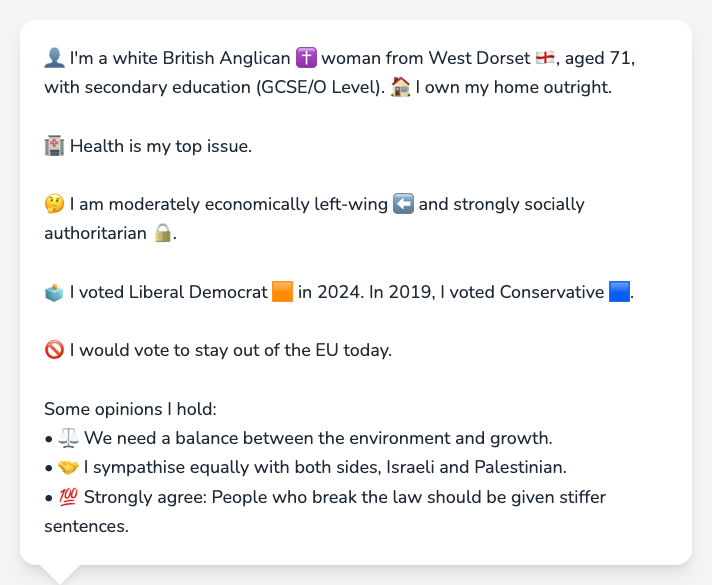 👤 I'm a white British Anglican ✝️ woman from West Dorset 🏴󠁧󠁢󠁥󠁮󠁧󠁿, aged 71,
with secondary education (GCSE/O Level). 🏠 I own my home outright.
🏥 Health is my top issue.
🤔 I am moderately economically left-wing ⬅️ and strongly socially
authoritarian 🔒.
🗳️ I voted Liberal Democrat 🟧 in 2024. In 2019, I voted Conservative 🟦.
🚫 I would vote to stay out of the EU today.
Some opinions I hold:
• ⚖️ We need a balance between the environment and growth.
• 🤝 I sympathise equally with both sides, Israeli and Palestinian.
• 💯 Strongly agree: People who break the law should be given stiffer
sentences.